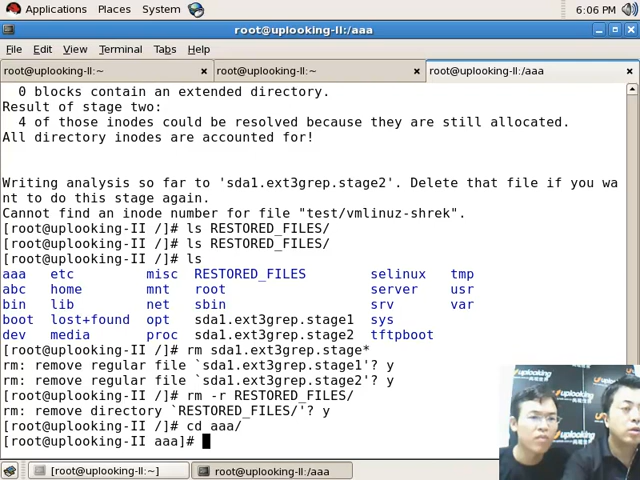 Applications Places System 6:06 PM
root@uplooking-II:/aaa
File Edit View Terminal Tabs Help
root@uplooking-II:~ root@uplooking-II:~ root@uplooking-II:/aaa
0 blocks contain an extended directory.
Result of stage two:
4 of those inodes could be resolved because they are still allocated.
All directory inodes are accounted for!
Writing analysis so far to 'sda1.ext3grep.stage2'. Delete that file if you wa
nt to do this stage again.
Cannot find an inode number for file "test/vmlinuz-shrek".
[root@uplooking-II /]# ls RESTORED_FILES/
[root@uplooking-II /]# ls RESTORED_FILES/
[root@uplooking-II /]# ls
aaa etc misc RESTORED_FILES selinux tmp
abc home mnt root server usr
bin lib net sbin srv var
boot lost+found opt sda1.ext3grep.stage1 sys
dev media proc sda1.ext3grep.stage2 tftpboot
[root@uplooking-II /]# rm sda1.ext3grep.stage*
rm: remove regular file `sda1.ext3grep.stage1'? y
rm: remove regular file `sda1.ext3grep.stage2'? y
[root@uplooking-II /]# rm -r RESTORED_FILES/
rm: remove directory `RESTORED_FILES/'? y
[root@uplooking-II /]# cd aaa/
[root@uplooking-II aaa]#
[root@uplooking-II:~] root@uplooking-II:/aaa